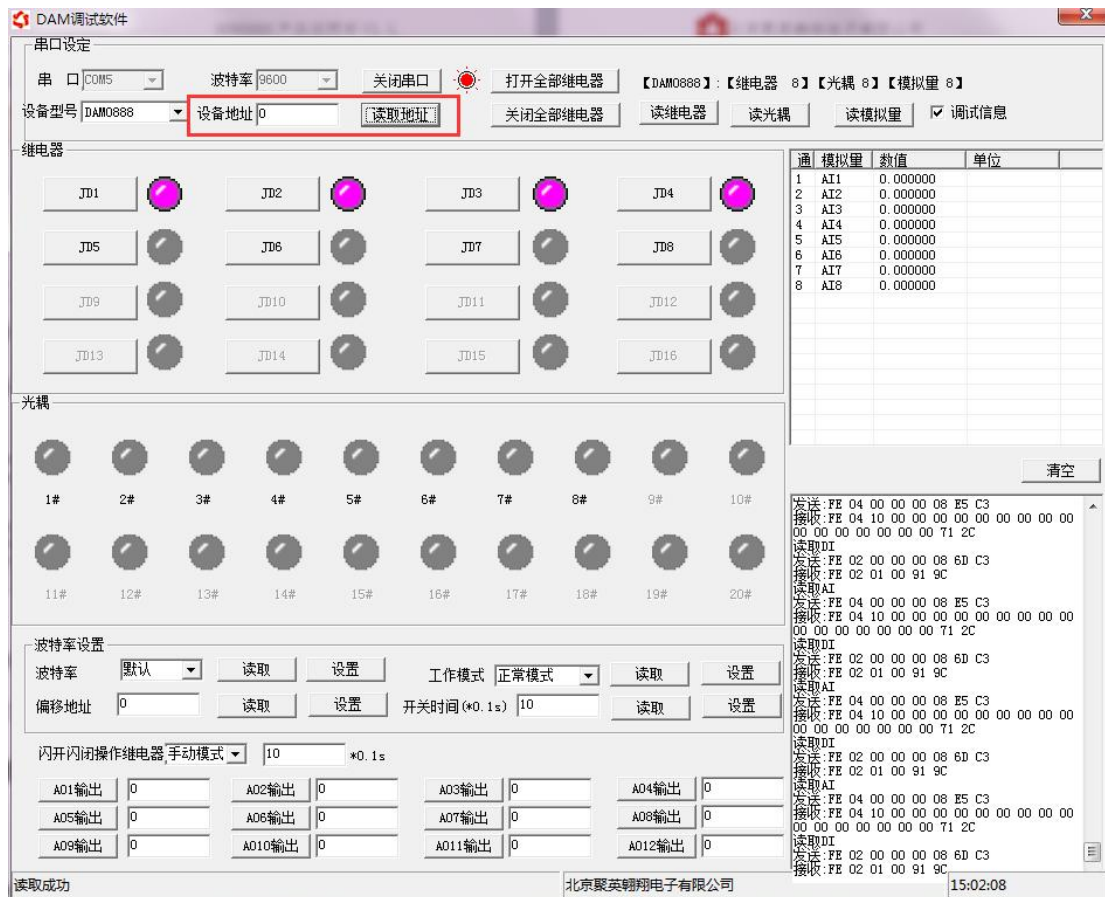 DAM调试软件
串口设定
串 口 COM5 波特率 9600 关闭串口 打开全部继电器 【DAM0888】:【继电器 8】【光耦 8】【模拟量 8】
设备型号 DAM0888 设备地址 0 读取地址 关闭全部继电器 读继电器 读光耦 读模拟量 调试信息
继电器
JD1 JD2 JD3 JD4
JD5 JD6 JD7 JD8
JD9 JD10 JD11 JD12
JD13 JD14 JD15 JD16
通 模拟量 数值 单位
1 AI1 0.000000
2 AI2 0.000000
3 AI3 0.000000
4 AI4 0.000000
5 AI5 0.000000
6 AI6 0.000000
7 AI7 0.000000
8 AI8 0.000000
光耦
1# 2# 3# 4# 5# 6# 7# 8# 9# 10#
11# 12# 13# 14# 15# 16# 17# 18# 19# 20#
清空
发送:FE 04 00 00 00 08 E5 C3
接收:FE 04 10 00 00 00 00 00 00 00 00 00
00 00 00 00 00 00 00 71 2C
读取DI
发送:FE 02 00 00 00 08 6D C3
接收:FE 02 01 00 91 9C
读取AI
发送:FE 04 00 00 00 08 E5 C3
接收:FE 04 10 00 00 00 00 00 00 00 00 00
00 00 00 00 00 00 00 71 2C
读取DI
发送:FE 02 00 00 00 08 6D C3
接收:FE 02 01 00 91 9C
读取AI
发送:FE 04 00 00 00 08 E5 C3
接收:FE 04 10 00 00 00 00 00 00 00 00 00
00 00 00 00 00 00 00 71 2C
读取DI
发送:FE 02 00 00 00 08 6D C3
接收:FE 02 01 00 91 9C
读取AI
发送:FE 04 00 00 00 08 E5 C3
接收:FE 04 10 00 00 00 00 00 00 00 00 00
00 00 00 00 00 00 00 71 2C
读取DI
发送:FE 02 00 00 00 08 6D C3
接收:FE 02 01 00 91 9C
波特率设置
波特率 默认 读取 设置 工作模式 正常模式 读取 设置
偏移地址 0 读取 设置 开关时间(*0.1s) 10 读取 设置
闪开闪闭操作继电器 手动模式 10 *0.1s
AO1输出 0 AO2输出 0 AO3输出 0 AO4输出 0
AO5输出 0 AO6输出 0 AO7输出 0 AO8输出 0
AO9输出 0 AO10输出 0 AO11输出 0 AO12输出 0
读取成功 北京聚英翱翔电子有限公司 15:02:08